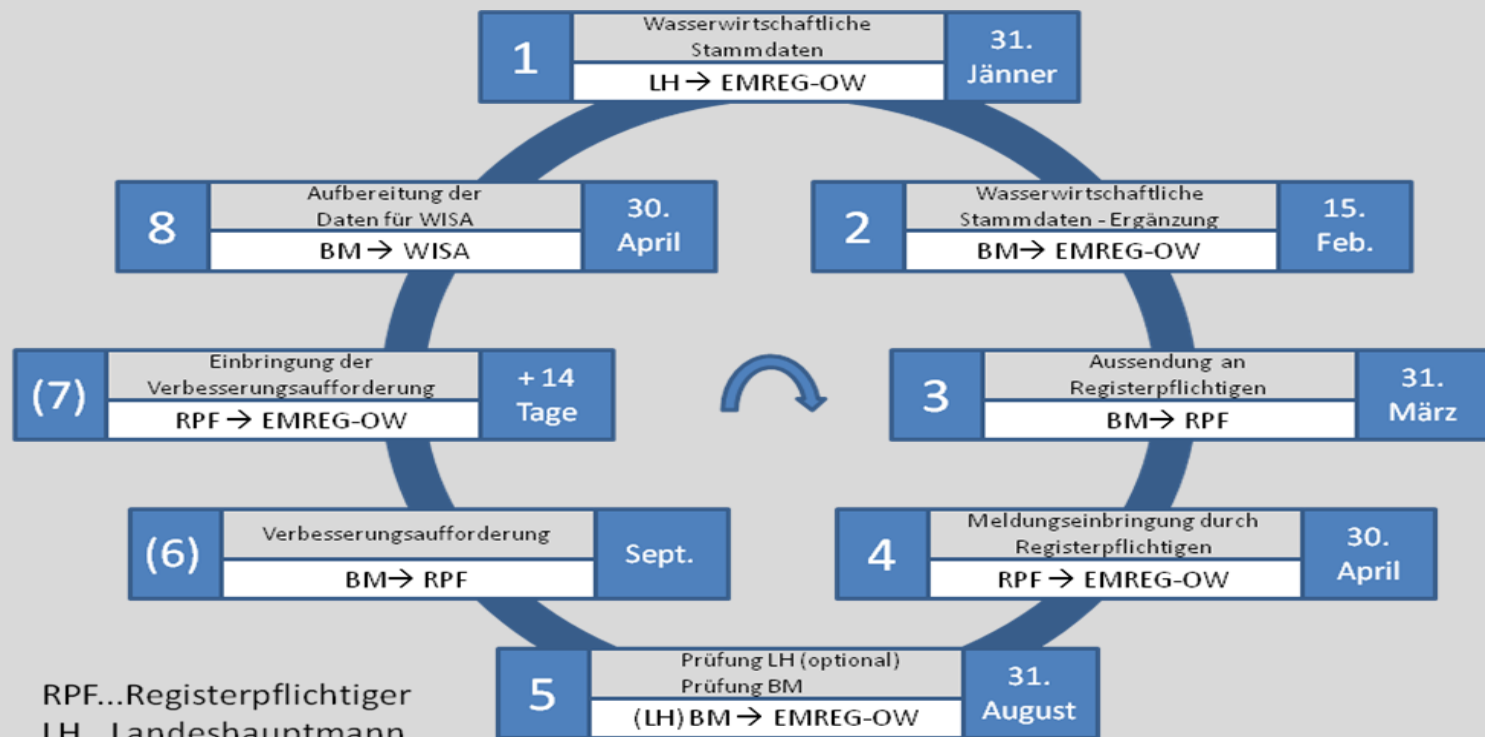 1
Wasserwirtschaftliche
Stammdaten
LH → EMREG-OW
31.
Jänner
2
Wasserwirtschaftliche
Stammdaten - Ergänzung
BM→ EMREG-OW
15.
Feb.
3
Aussendung an
Registerpflichtigen
BM→ RPF
31.
März
4
Meldungseinbringung durch
Registerpflichtigen
RPF → EMREG-OW
30.
April
5
Prüfung LH (optional)
Prüfung BM
(LH) BM → EMREG-OW
31.
August
(6)
Verbesserungsaufforderung
BM→ RPF
Sept.
(7)
Einbringung der
Verbesserungsaufforderung
RPF → EMREG-OW
+ 14
Tage
8
Aufbereitung der
Daten für WISA
BM → WISA
30.
April
RPF...Registerpflichtiger
LH...Landeshauptmann